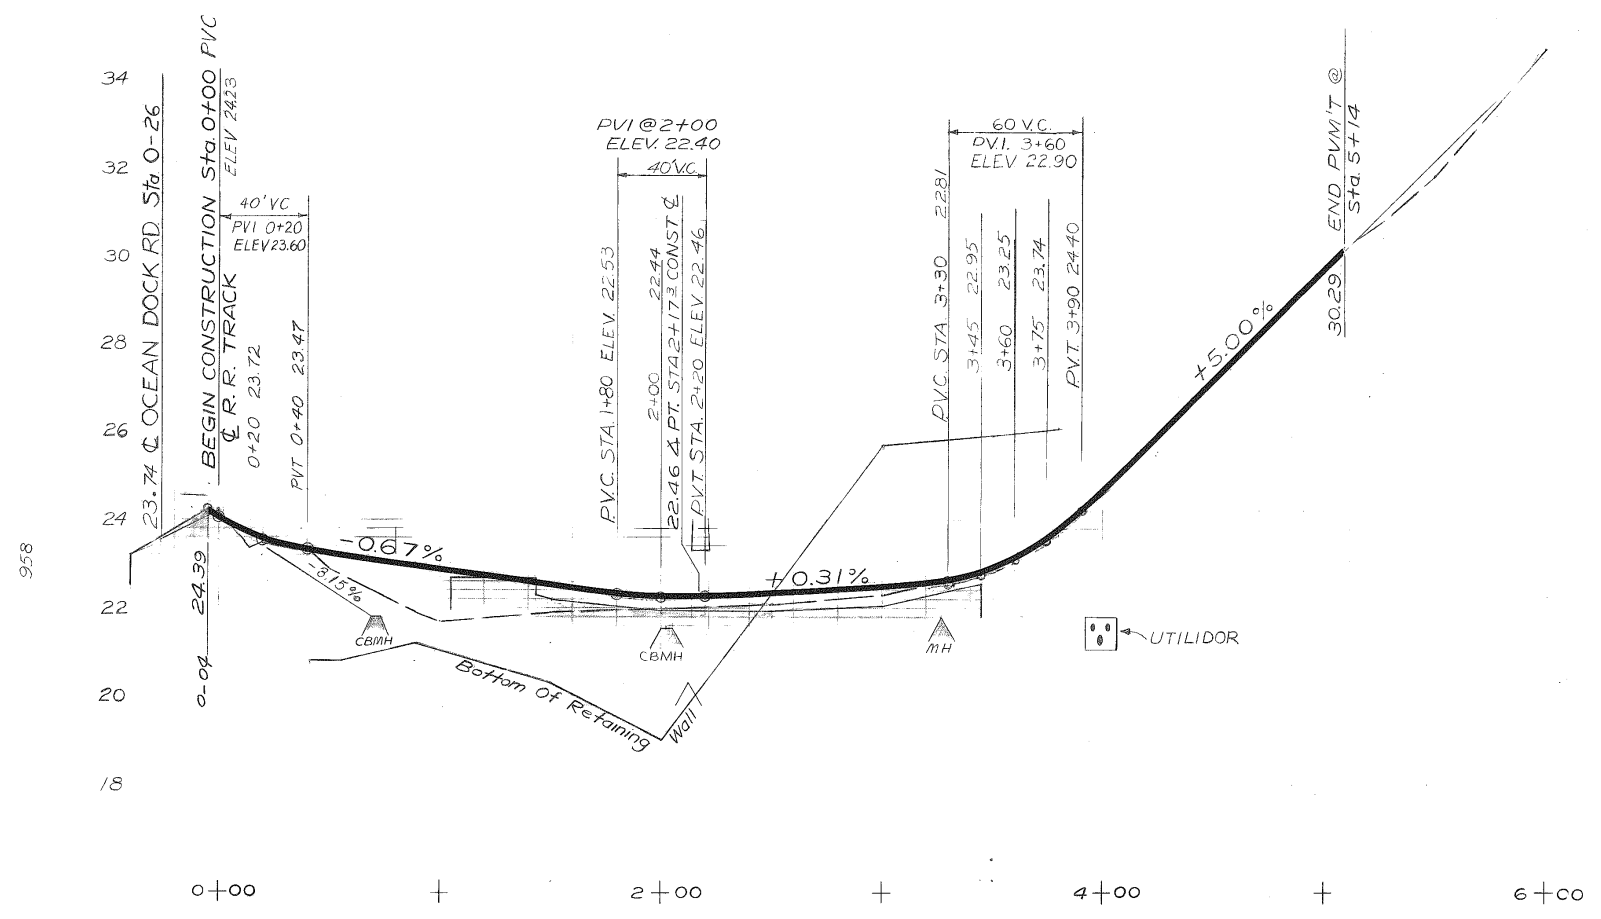 34
32
30
28
26
24
22
20
18
958
23.74 ℄ OCEAN DOCK RD. Sta 0-26
BEGIN CONSTRUCTION Sta. 0+00 PVC
ELEV 24.23
℄ R. R. TRACK
40' VC
PVI 0+20
ELEV 23.60
0+20 23.72
PVT 0+40 23.47
0-04 24.39
-0.67%
-3.15%
CBMH
PVI @ 2+00
ELEV. 22.40
40' V.C.
P.V.C. STA. 1+80 ELEV. 22.53
2+00 22.44
22.46 ∆ PT. STA 2+17.3 CONST ℄
P.V.T. STA. 2+20 ELEV 22.46
+0.31%
CBMH
Bottom Of Retaining Wall
60 V.C.
P.V.I. 3+60
ELEV 22.90
P.V.C. STA. 3+30 22.81
3+45 22.95
3+60 23.25
3+75 23.74
P.V.T. 3+90 24.40
MH
UTILIDOR
+5.00%
END PVM'T @
Sta. 5+14
30.29
0+00
2+00
4+00
6+00